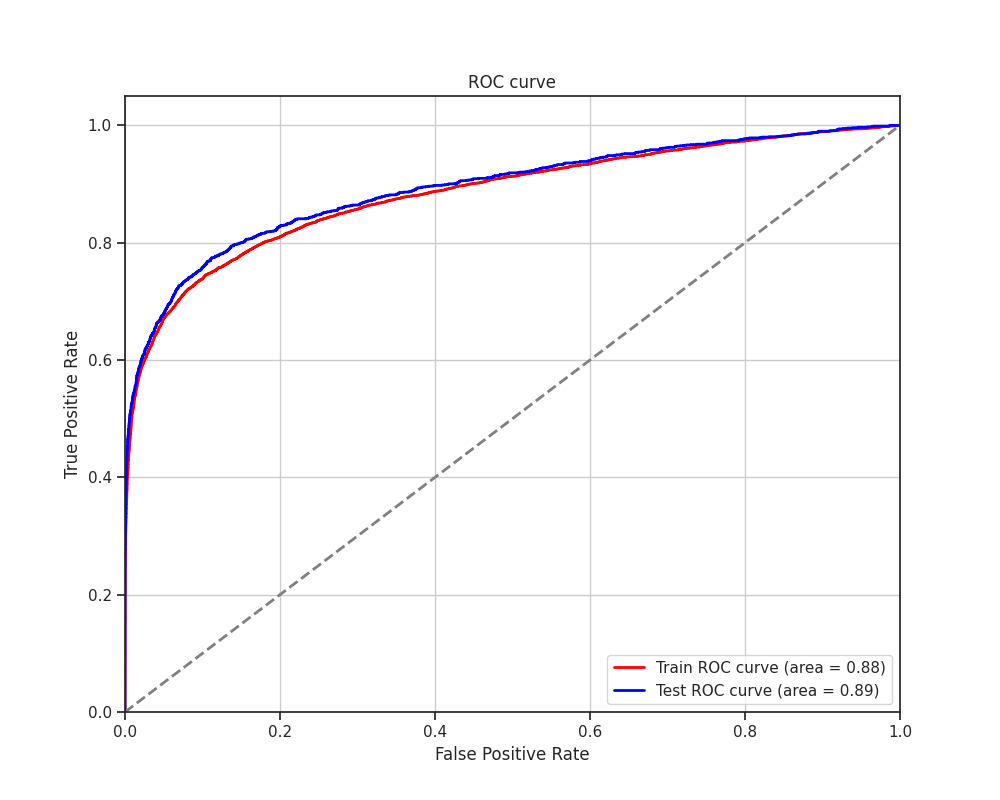 ROC curve
True Positive Rate
1.0
0.8
0.6
0.4
0.2
0.0
0.0 0.2 0.4 0.6 0.8 1.0
False Positive Rate
Train ROC curve (area = 0.88)
Test ROC curve (area = 0.89)